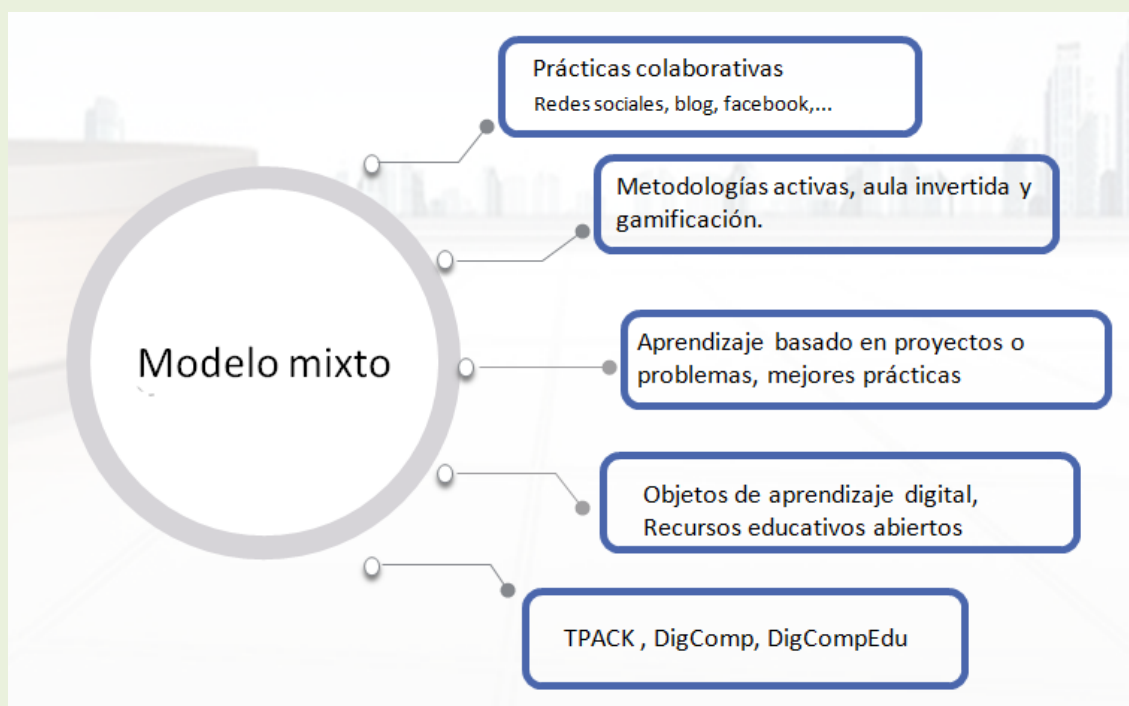 Prácticas colaborativas
Redes sociales, blog, facebook,...
Metodologías activas, aula invertida y
gamificación.
Modelo mixto
Aprendizaje basado en proyectos o
problemas, mejores prácticas
Objetos de aprendizaje digital,
Recursos educativos abiertos
TPACK , DigComp, DigCompEdu